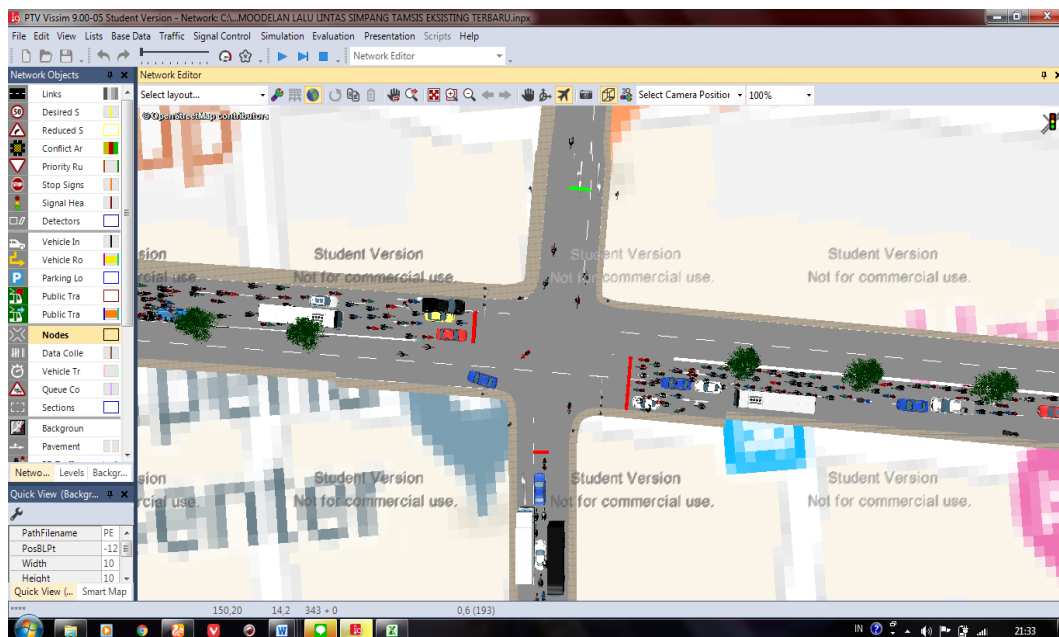 PTV Vissim 9.00-05 Student Version - Network: C:\...MOODELAN LALU LINTAS SIMPANG TAMSIS EKSISTING TERBARU.inpx
File Edit View Lists Base Data Traffic Signal Control Simulation Evaluation Presentation Scripts Help
Network Editor
Network Objects
Network Editor
Select layout...
Select Camera Position
100%
Links
Desired S
Reduced S
Conflict Ar
Priority Ru
Stop Signs
Signal Hea
Detectors
Vehicle In
Vehicle Ro
Parking Lo
Public Tra
Public Tra
Nodes
Data Colle
Vehicle Tr
Queue Co
Sections
Backgroun
Pavement
Netwo... Levels Backgr...
Quick View (Backgr...
PathFilename PE
PosBLPt -12
Width 10
Height 10
Quick View (... Smart Map
© OpenStreetMap contributors
sion Student Version Student Version Student Version
rcial use. Not for commercial use. Not for commercial use. Not for commercial use.
sion Student Version Student Version Student Version
rcial use. Not for commercial use. Not for commercial use. Not for commercial use.
**** 150,20 14,2 343 + 0 0,6 (193)
IN 21:33